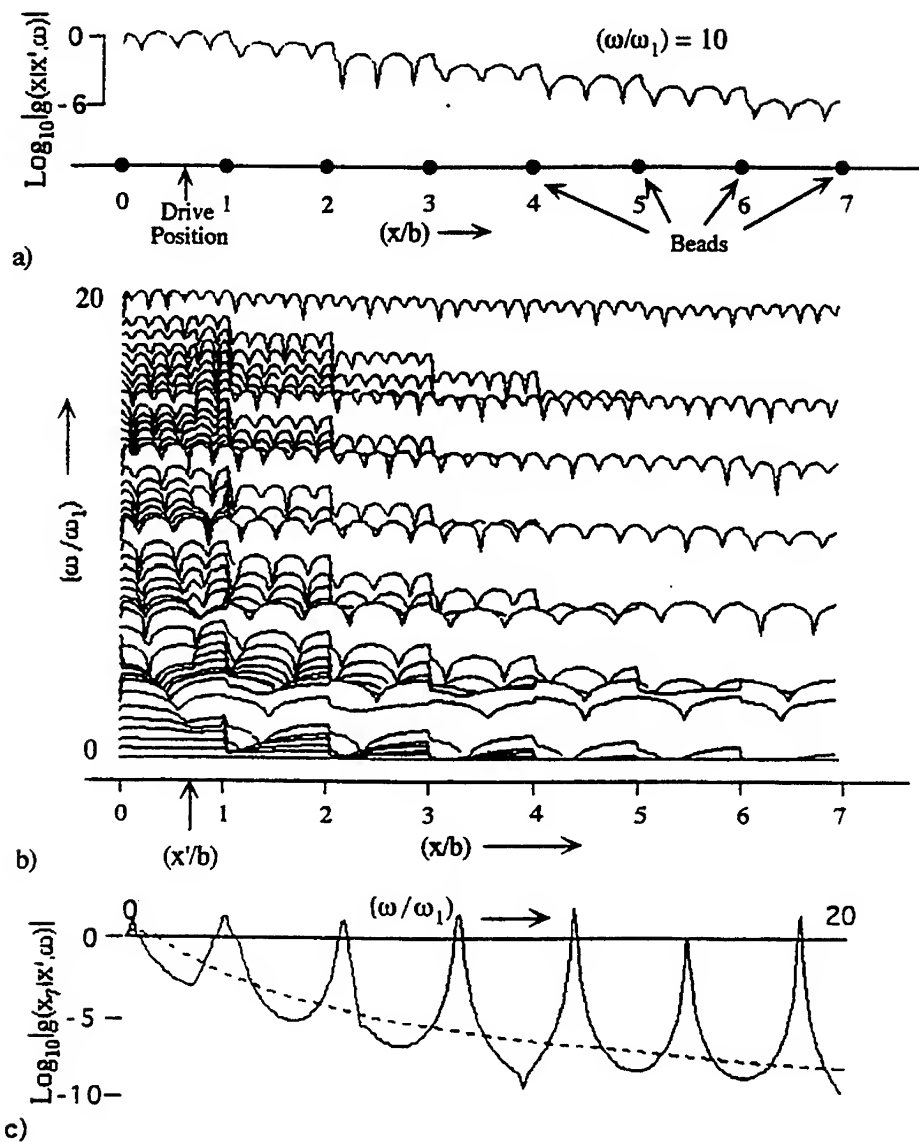 0
-6
Log10|g(x|x',ω)|
(ω/ω1) = 10
0 1 2 3 4 5 6 7
Drive
Position
(x/b)
Beads
a)
20
|ω/ω1)
0
0 1 2 3 4 5 6 7
(x'/b)
(x/b)
b)
0
(ω/ω1)
20
0
-5
-10
Log10|g(x7|x',ω)|
c)